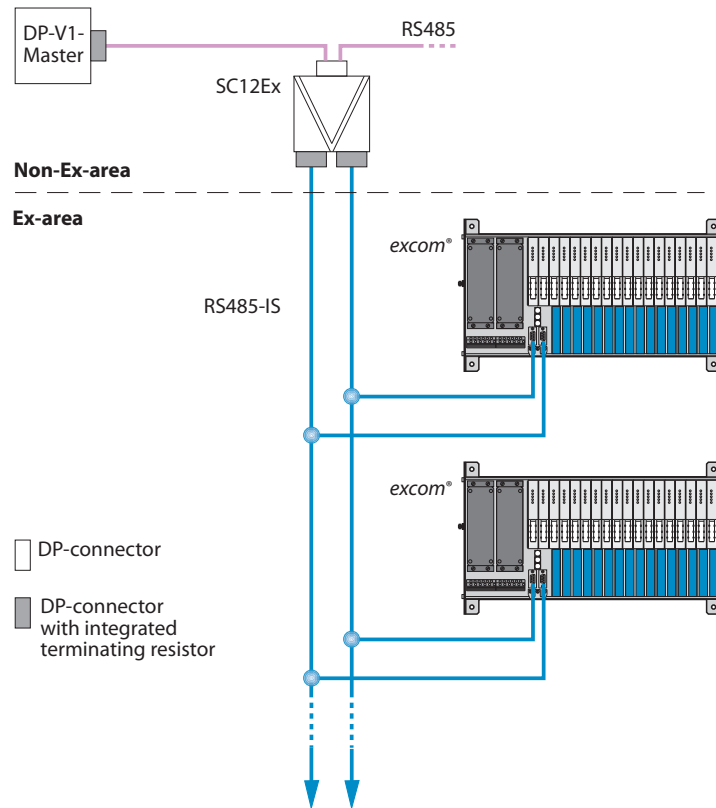 DP-V1-
Master
RS485
SC12Ex
Non-Ex-area
Ex-area
excom®
RS485-IS
excom®
DP-connector
DP-connector
with integrated
terminating resistor